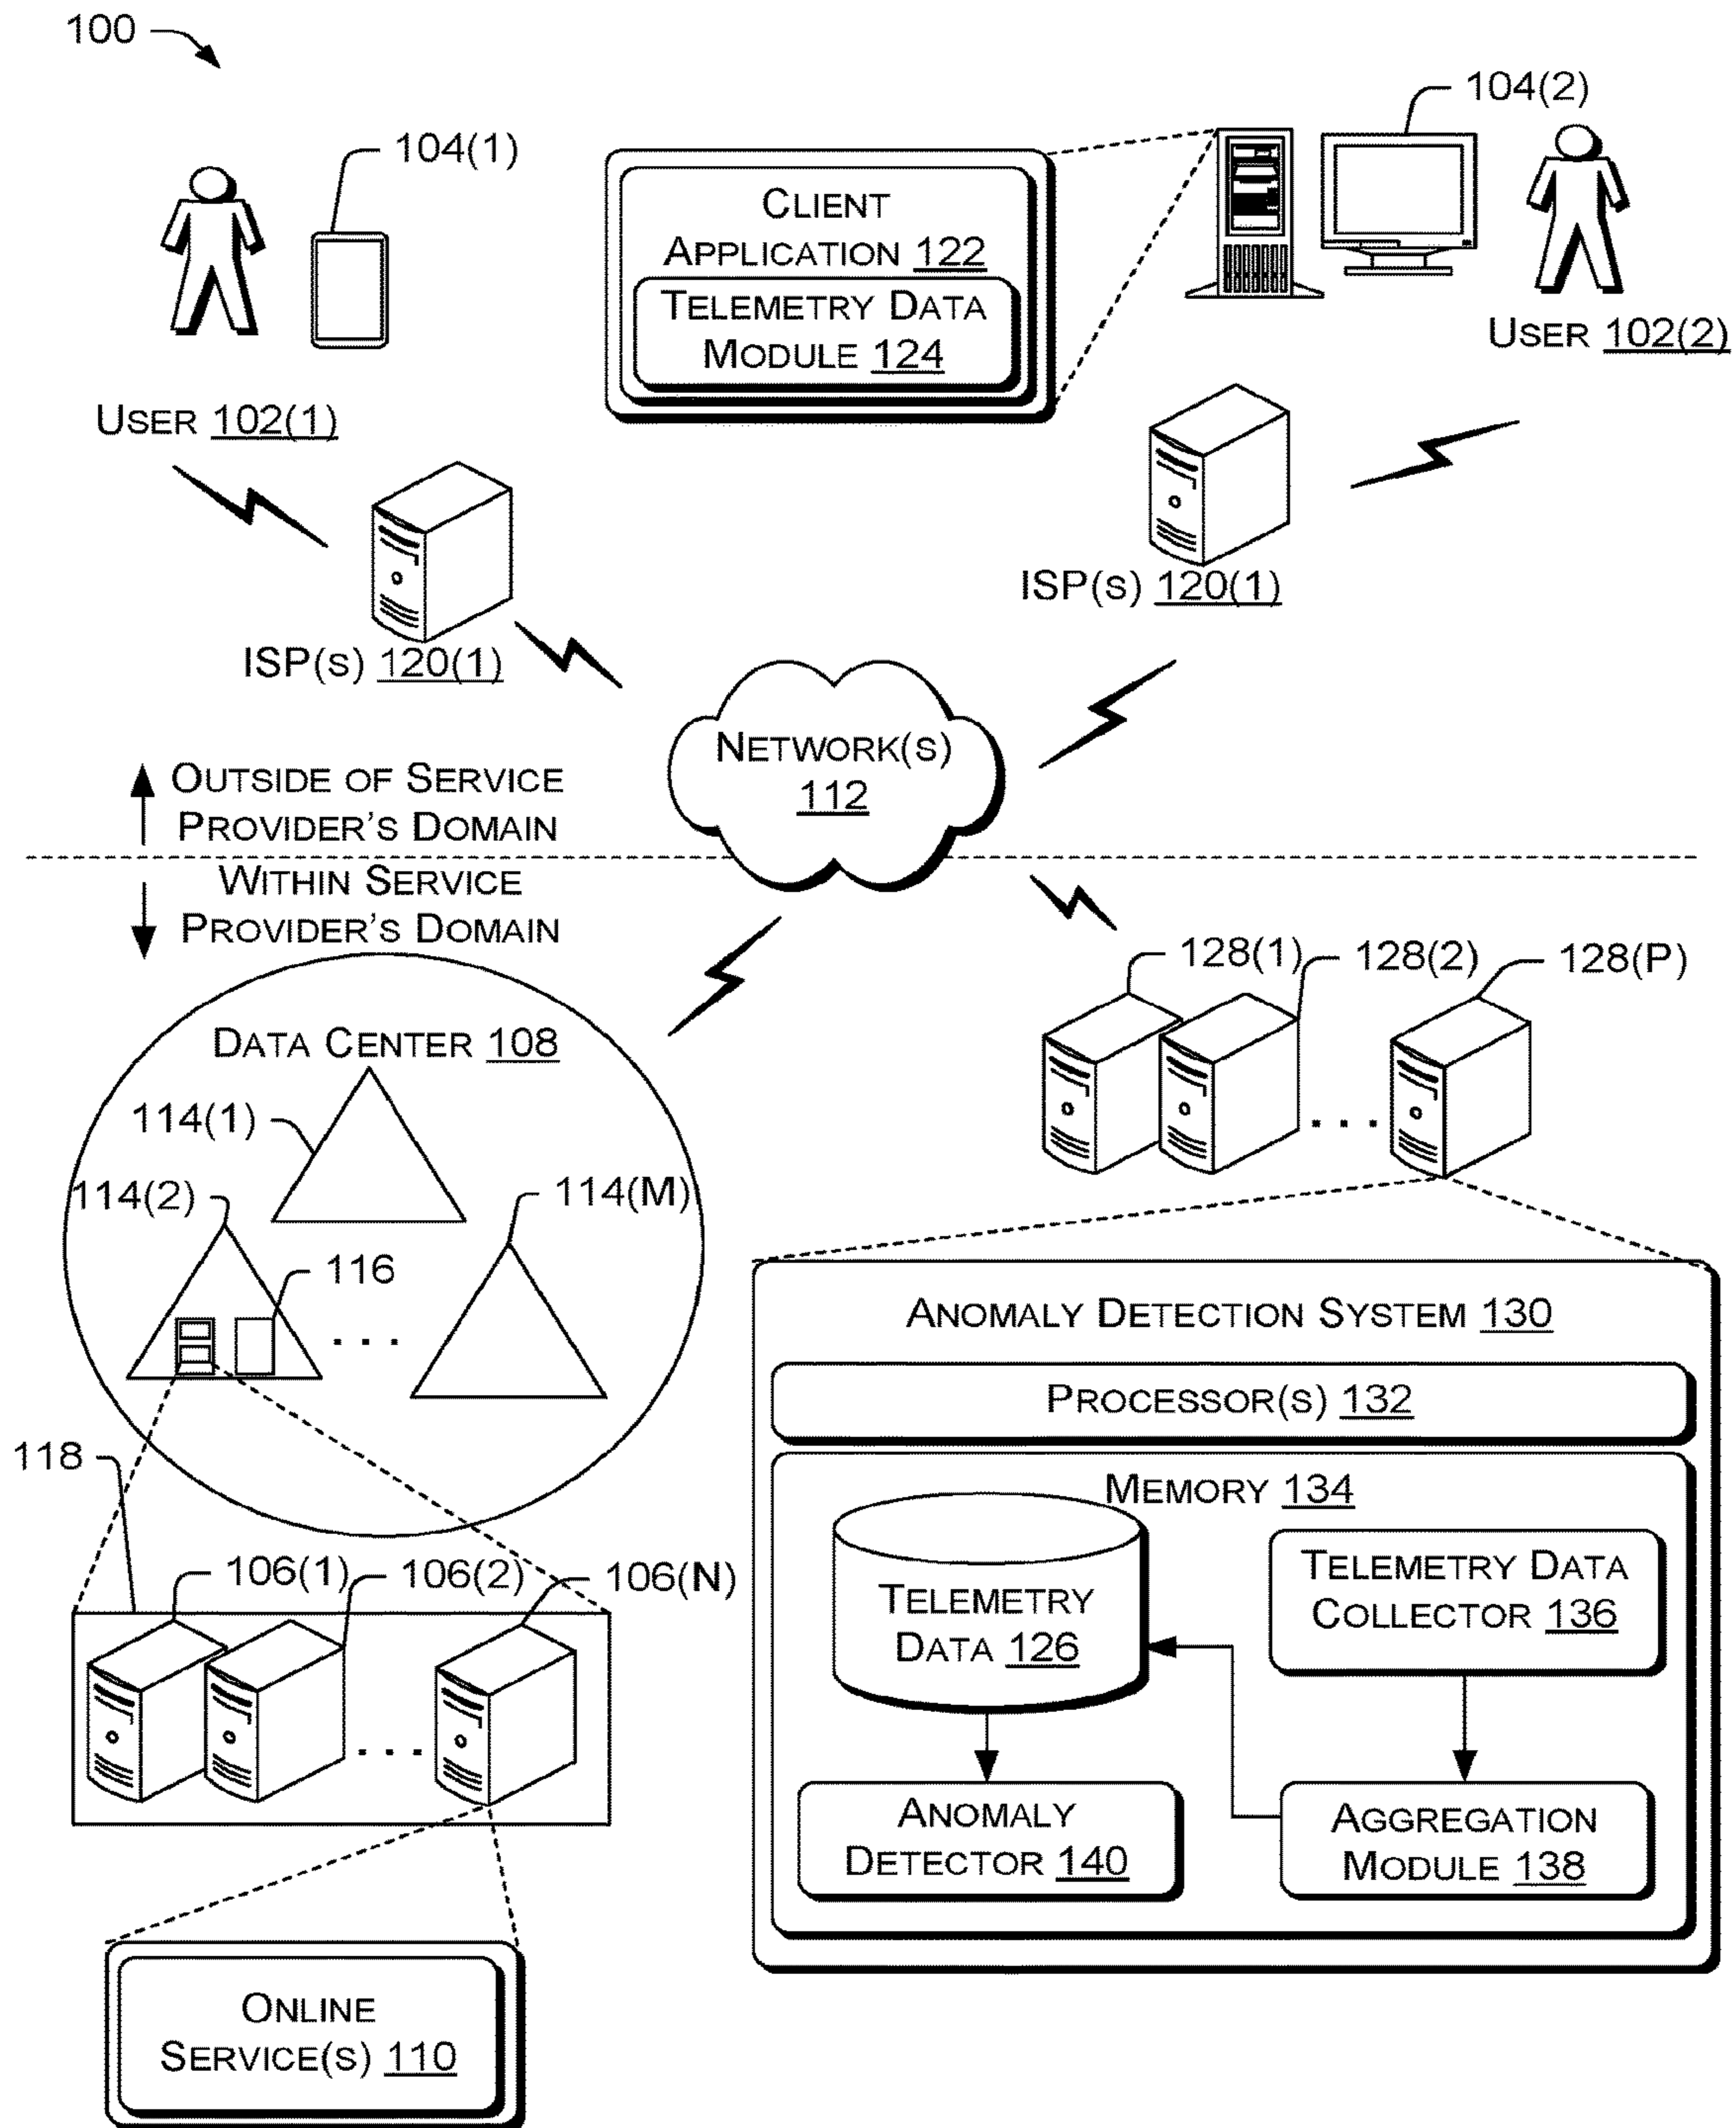 100
104(1)
104(2)
CLIENT
APPLICATION 122
TELEMETRY DATA
MODULE 124
USER 102(1)
USER 102(2)
ISP(S) 120(1)
ISP(S) 120(1)
NETWORK(S)
112
OUTSIDE OF SERVICE
PROVIDER'S DOMAIN
WITHIN SERVICE
PROVIDER'S DOMAIN
128(1)
128(2)
128(P)
DATA CENTER 108
114(1)
114(2)
114(M)
116
. . .
. . .
118
106(1)
106(2)
106(N)
. . .
ONLINE
SERVICE(S) 110
ANOMALY DETECTION SYSTEM 130
PROCESSOR(S) 132
MEMORY 134
TELEMETRY
DATA 126
TELEMETRY DATA
COLLECTOR 136
ANOMALY
DETECTOR 140
AGGREGATION
MODULE 138